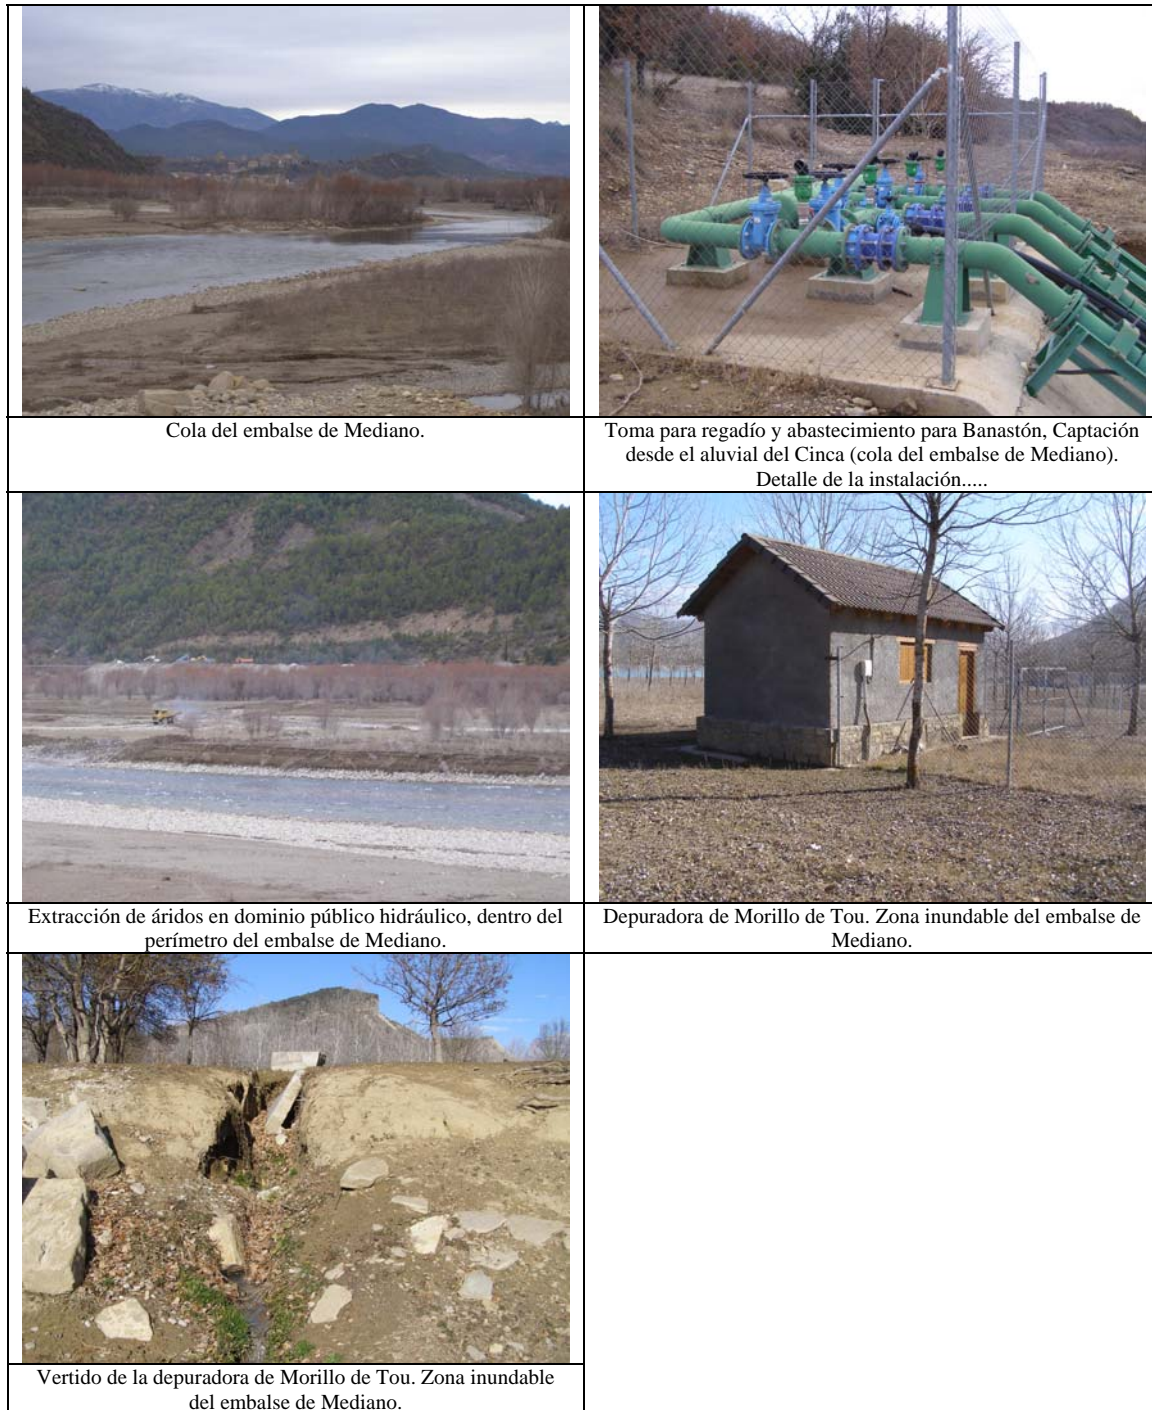 Cola del embalse de Mediano.
Toma para regadío y abastecimiento para Banastón, Captación
desde el aluvial del Cinca (cola del embalse de Mediano).
Detalle de la instalación.....
Extracción de áridos en dominio público hidráulico, dentro del
perímetro del embalse de Mediano.
Depuradora de Morillo de Tou. Zona inundable del embalse de
Mediano.
Vertido de la depuradora de Morillo de Tou. Zona inundable
del embalse de Mediano.